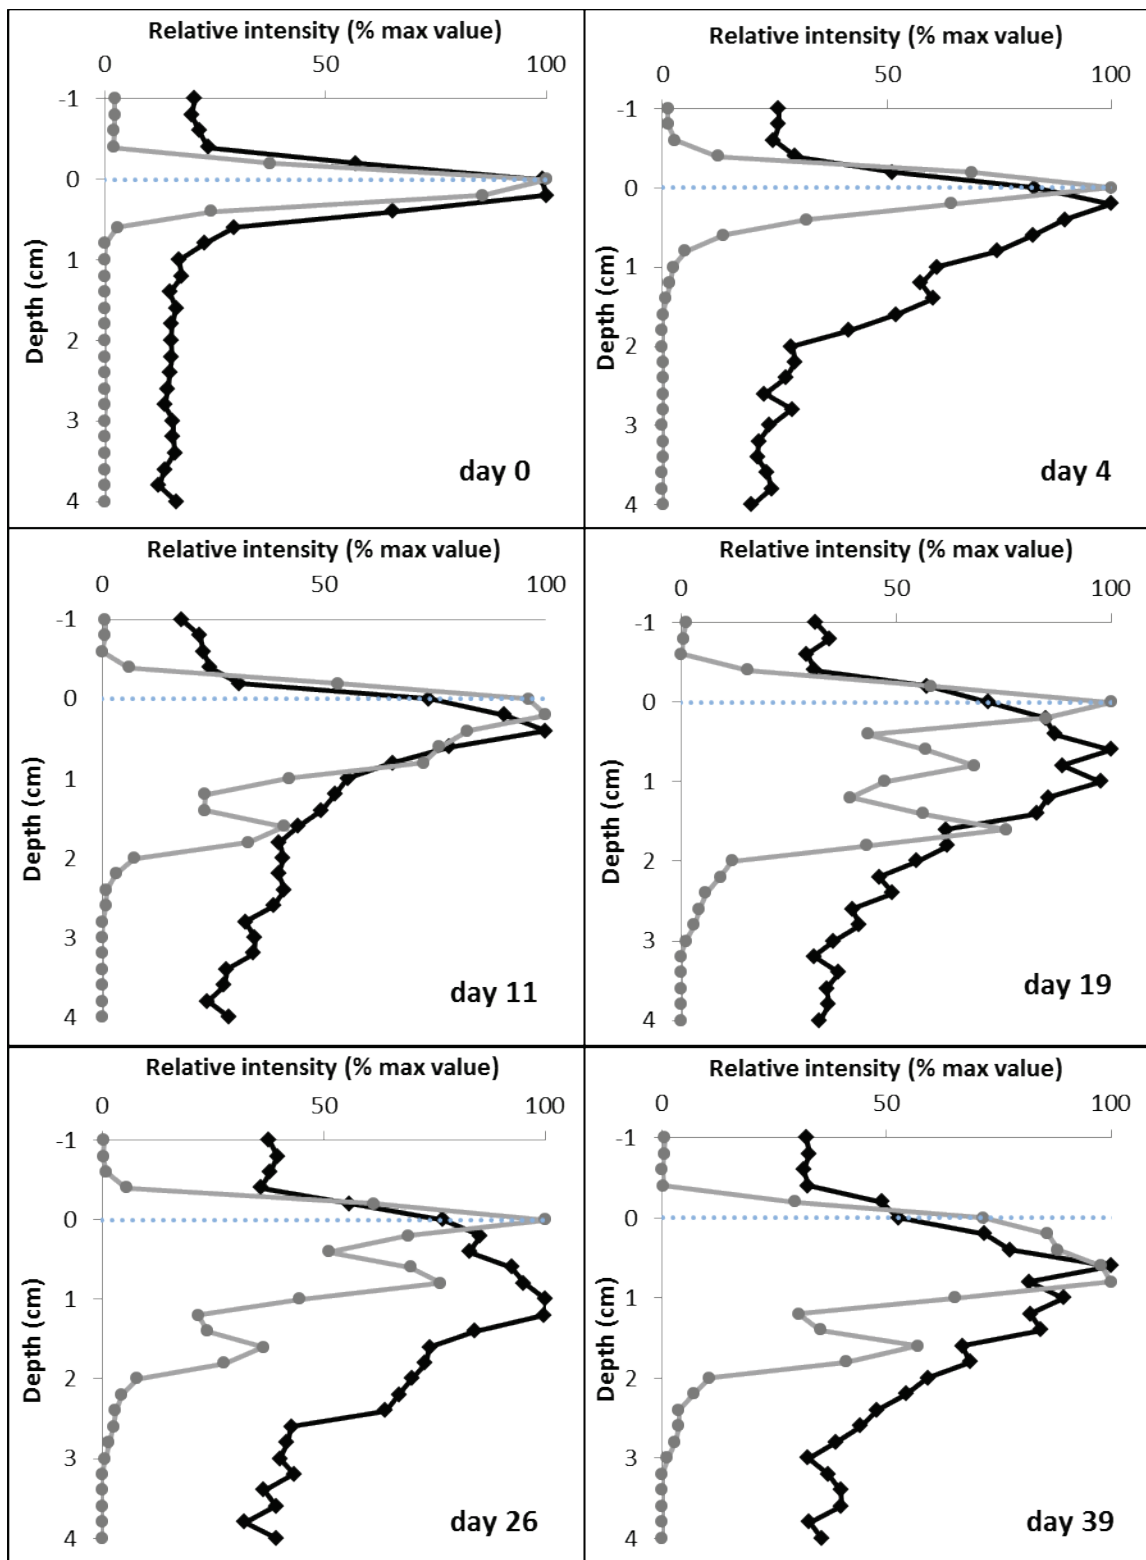 Relative intensity (% max value)
0 50 100
-1
0
1
2
3
4
Depth (cm)
day 0
Relative intensity (% max value)
0 50 100
-1
0
1
2
3
4
Depth (cm)
day 4
Relative intensity (% max value)
0 50 100
-1
0
1
2
3
4
Depth (cm)
day 11
Relative intensity (% max value)
0 50 100
-1
0
1
2
3
4
Depth (cm)
day 19
Relative intensity (% max value)
0 50 100
-1
0
1
2
3
4
Depth (cm)
day 26
Relative intensity (% max value)
0 50 100
-1
0
1
2
3
4
Depth (cm)
day 39